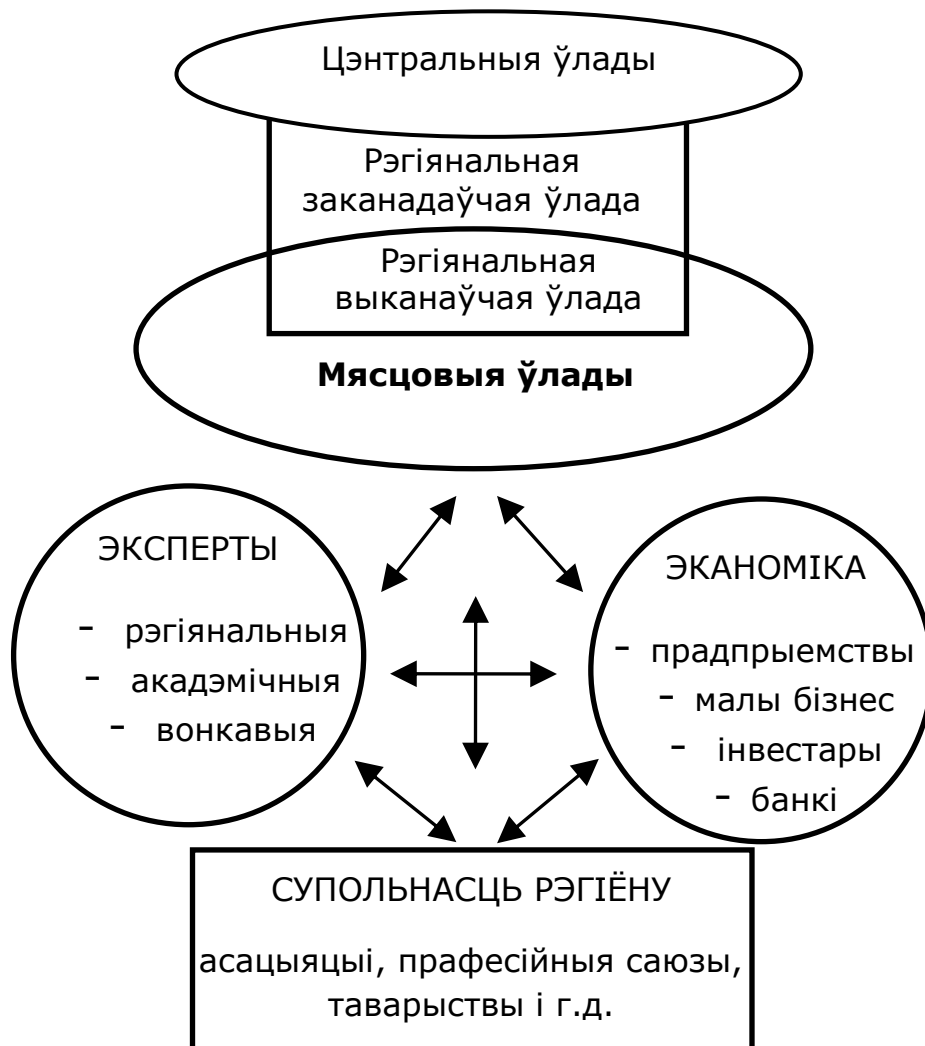 Цэнтральныя ўлады
Рэгіянальная
заканадаўчая ўлада
Рэгіянальная
выканаўчая ўлада
Мясцовыя ўлады
ЭКСПЕРТЫ
- рэгіянальныя
- акадэмічныя
- вонкавыя
ЭКАНОМІКА
- прадпрыемствы
- малы бізнес
- інвестары
- банкі
СУПОЛЬНАСЦЬ РЭГІЁНУ
асацыяцыі, прафесійныя саюзы,
таварыствы і г.д.